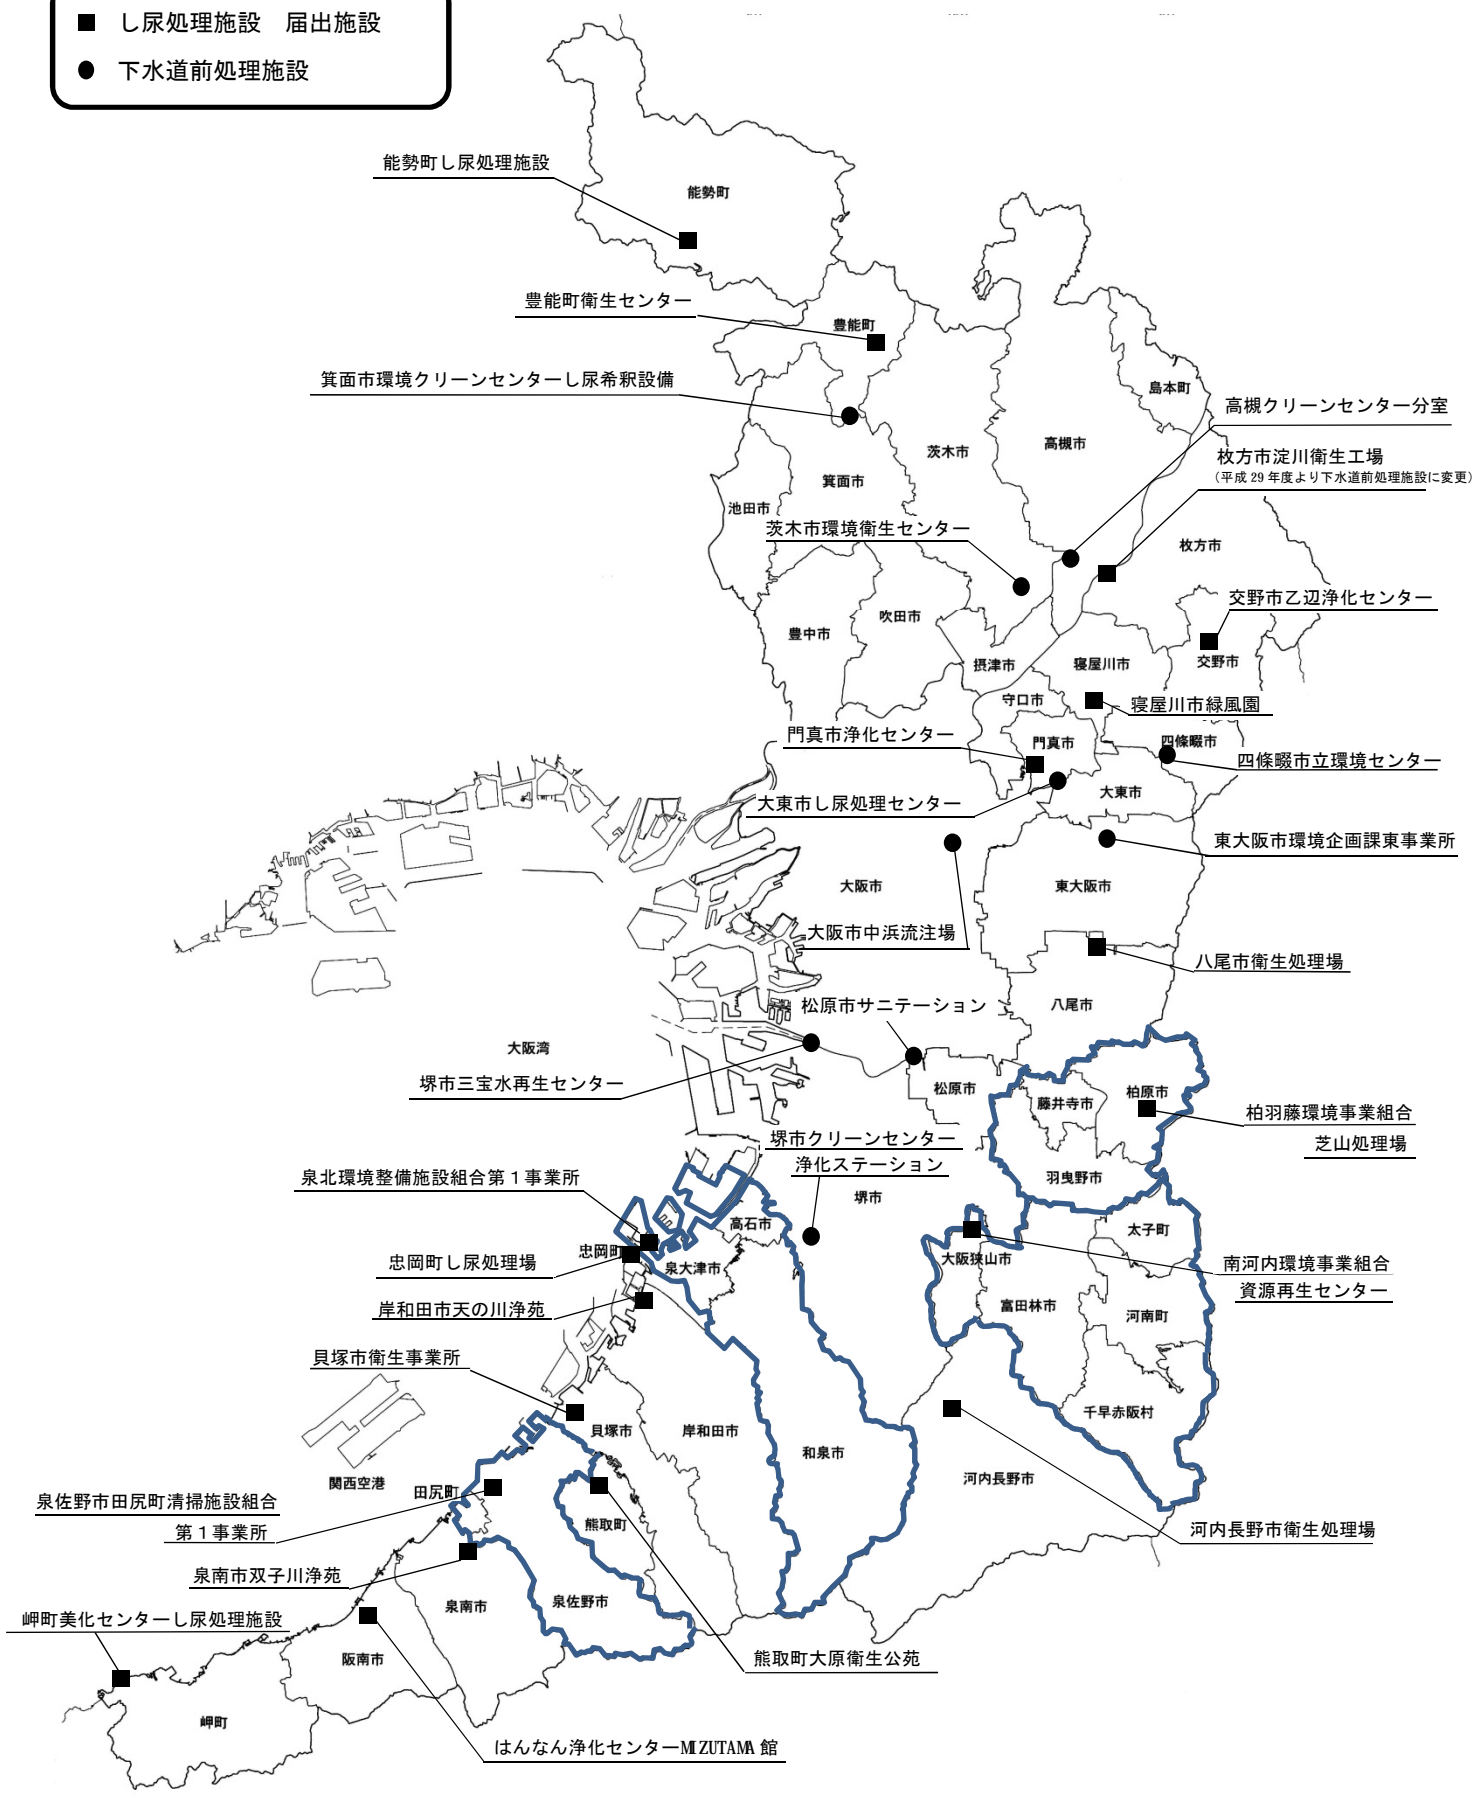 し尿処理施設　届出施設
下水道前処理施設
能勢町し尿処理施設
能勢町
豊能町衛生センター
豊能町
箕面市環境クリーンセンターし尿希釈設備
島本町
高槻クリーンセンター分室
高槻市
茨木市
枚方市淀川衛生工場
（平成 29 年度より下水道前処理施設に変更）
箕面市
池田市
茨木市環境衛生センター
枚方市
交野市乙辺浄化センター
吹田市
豊中市
摂津市
寝屋川市
交野市
守口市
寝屋川市緑風園
門真市浄化センター
門真市
四條畷市
四條畷市立環境センター
大東市
大東市し尿処理センター
東大阪市環境企画課東事業所
大阪市
東大阪市
大阪市中浜流注場
八尾市衛生処理場
八尾市
松原市サニテーション
大阪湾
堺市三宝水再生センター
松原市
藤井寺市
柏原市
柏羽藤環境事業組合
芝山処理場
堺市クリーンセンター
浄化ステーション
泉北環境整備施設組合第１事業所
羽曳野市
堺市
高石市
太子町
忠岡町
忠岡町し尿処理場
泉大津市
大阪狭山市
南河内環境事業組合
資源再生センター
岸和田市天の川浄苑
富田林市
河南町
貝塚市衛生事業所
千早赤阪村
貝塚市
岸和田市
和泉市
河内長野市
関西空港
田尻町
泉佐野市田尻町清掃施設組合
第１事業所
熊取町
河内長野市衛生処理場
泉南市双子川浄苑
泉南市
泉佐野市
岬町美化センターし尿処理施設
阪南市
熊取町大原衛生公苑
岬町
はんなん浄化センターMIZUTAMA 館